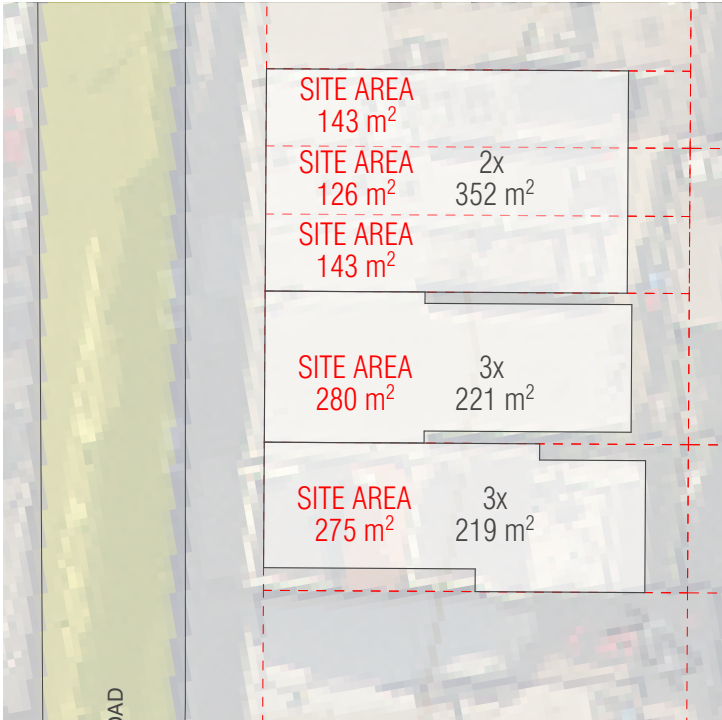 SITE AREA
143 m²
SITE AREA
126 m²
2x
352 m²
SITE AREA
143 m²
SITE AREA
280 m²
3x
221 m²
SITE AREA
275 m²
3x
219 m²